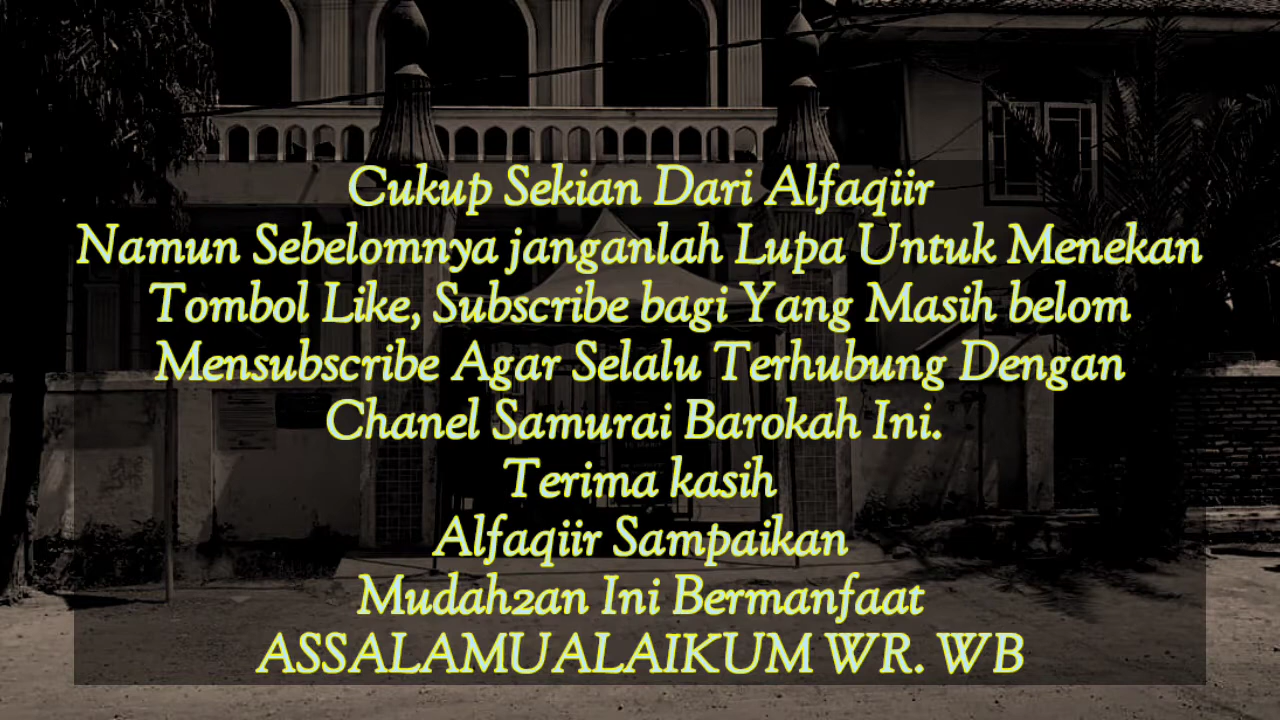 Cukup Sekian Dari Alfaqiir
Namun Sebelomnya janganlah Lupa Untuk Menekan
Tombol Like, Subscribe bagi Yang Masih belom
Mensubscribe Agar Selalu Terhubung Dengan
Chanel Samurai Barokah Ini.
Terima kasih
Alfaqiir Sampaikan
Mudah2an Ini Bermanfaat
ASSALAMUALAIKUM WR. WB